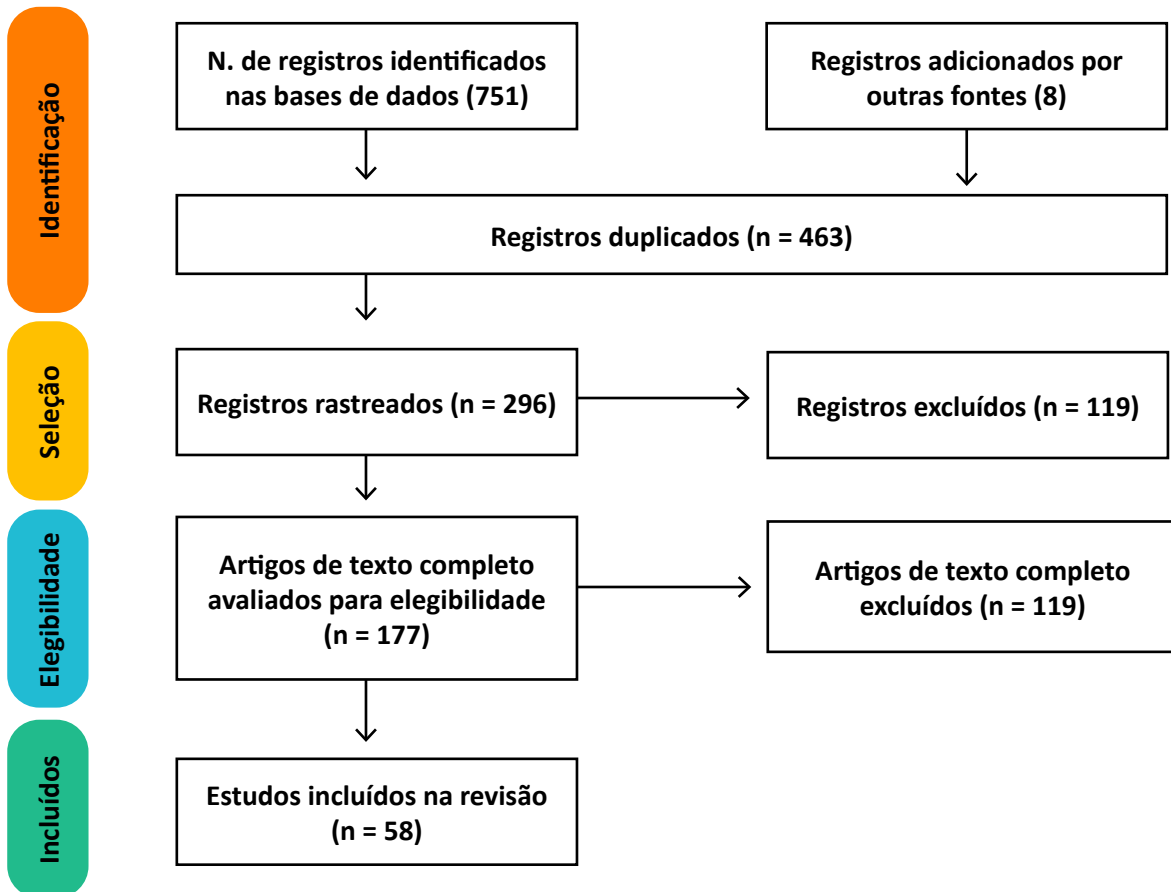 Identificação
N. de registros identificados
nas bases de dados (751)
Registros adicionados por
outras fontes (8)
Registros duplicados (n = 463)
Seleção
Registros rastreados (n = 296)
Registros excluídos (n = 119)
Elegibilidade
Artigos de texto completo
avaliados para elegibilidade
(n = 177)
Artigos de texto completo
excluídos (n = 119)
Incluídos
Estudos incluídos na revisão
(n = 58)